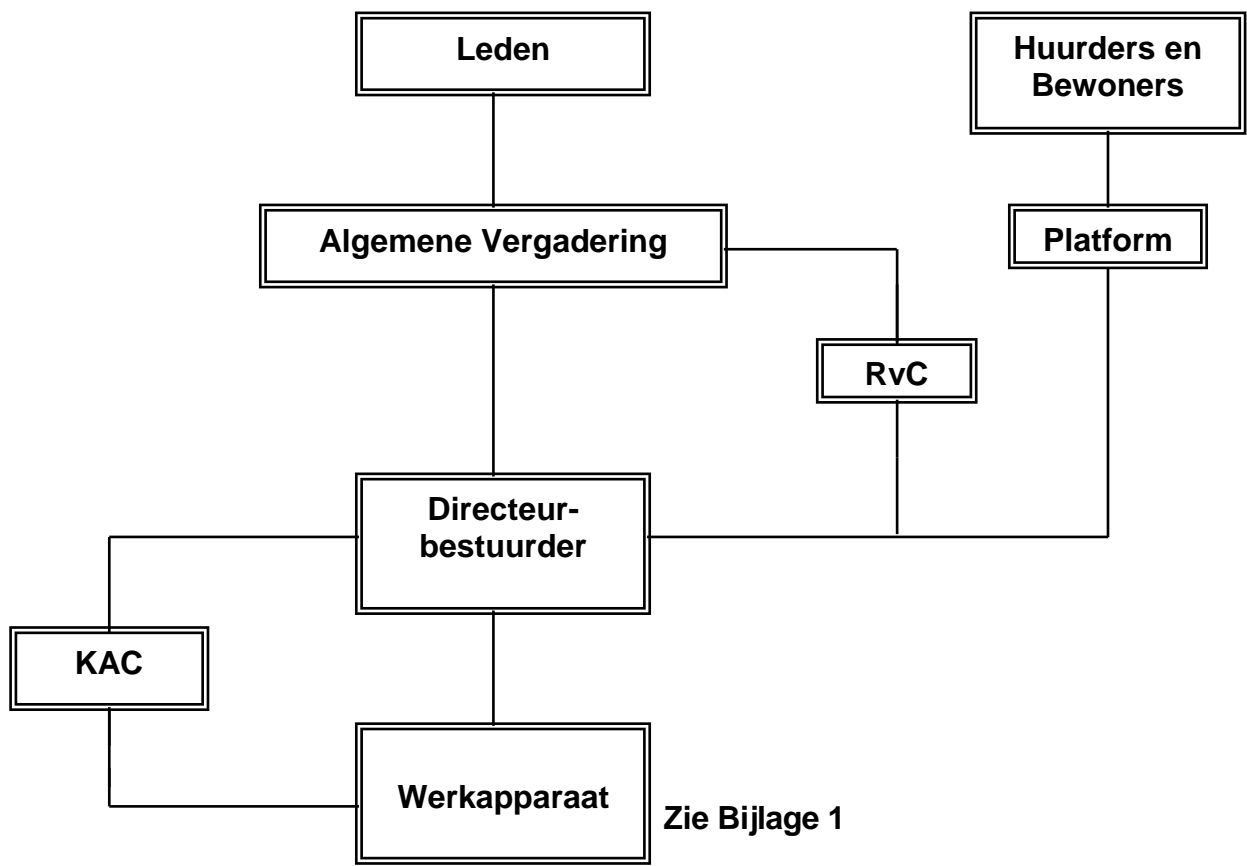 Leden
Huurders en
Bewoners
Algemene Vergadering
Platform
RvC
Directeur-
bestuurder
KAC
Werkapparaat
Zie Bijlage 1